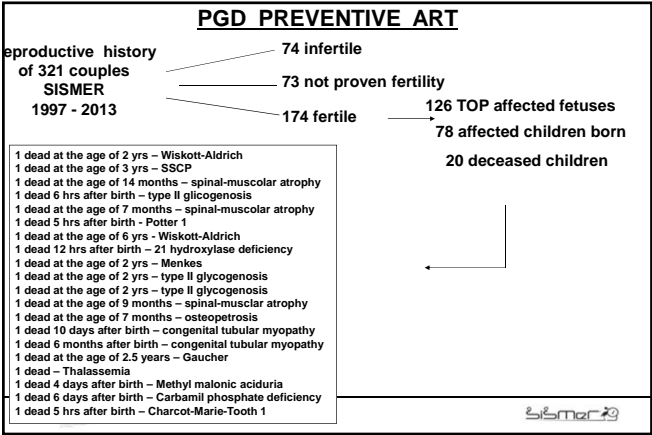 PGD PREVENTIVE ART
eproductive history
of 321 couples
SISMER
1997 - 2013
74 infertile
73 not proven fertility
174 fertile
126 TOP affected fetuses
78 affected children born
20 deceased children
1 dead at the age of 2 yrs – Wiskott-Aldrich
1 dead at the age of 3 yrs – SSCP
1 dead at the age of 14 months – spinal-muscolar atrophy
1 dead 6 hrs after birth – type II glicogenosis
1 dead at the age of 7 months – spinal-muscolar atrophy
1 dead 5 hrs after birth - Potter 1
1 dead at the age of 6 yrs - Wiskott-Aldrich
1 dead 12 hrs after birth – 21 hydroxylase deficiency
1 dead at the age of 2 yrs – Menkes
1 dead at the age of 2 yrs – type II glycogenosis
1 dead at the age of 2 yrs – type II glycogenosis
1 dead at the age of 9 months – spinal-musclar atrophy
1 dead at the age of 7 months – osteopetrosis
1 dead 10 days after birth – congenital tubular myopathy
1 dead 6 months after birth – congenital tubular myopathy
1 dead at the age of 2.5 years – Gaucher
1 dead – Thalassemia
1 dead 4 days after birth – Methyl malonic aciduria
1 dead 6 days after birth – Carbamil phosphate deficiency
1 dead 5 hrs after birth – Charcot-Marie-Tooth 1
sismer